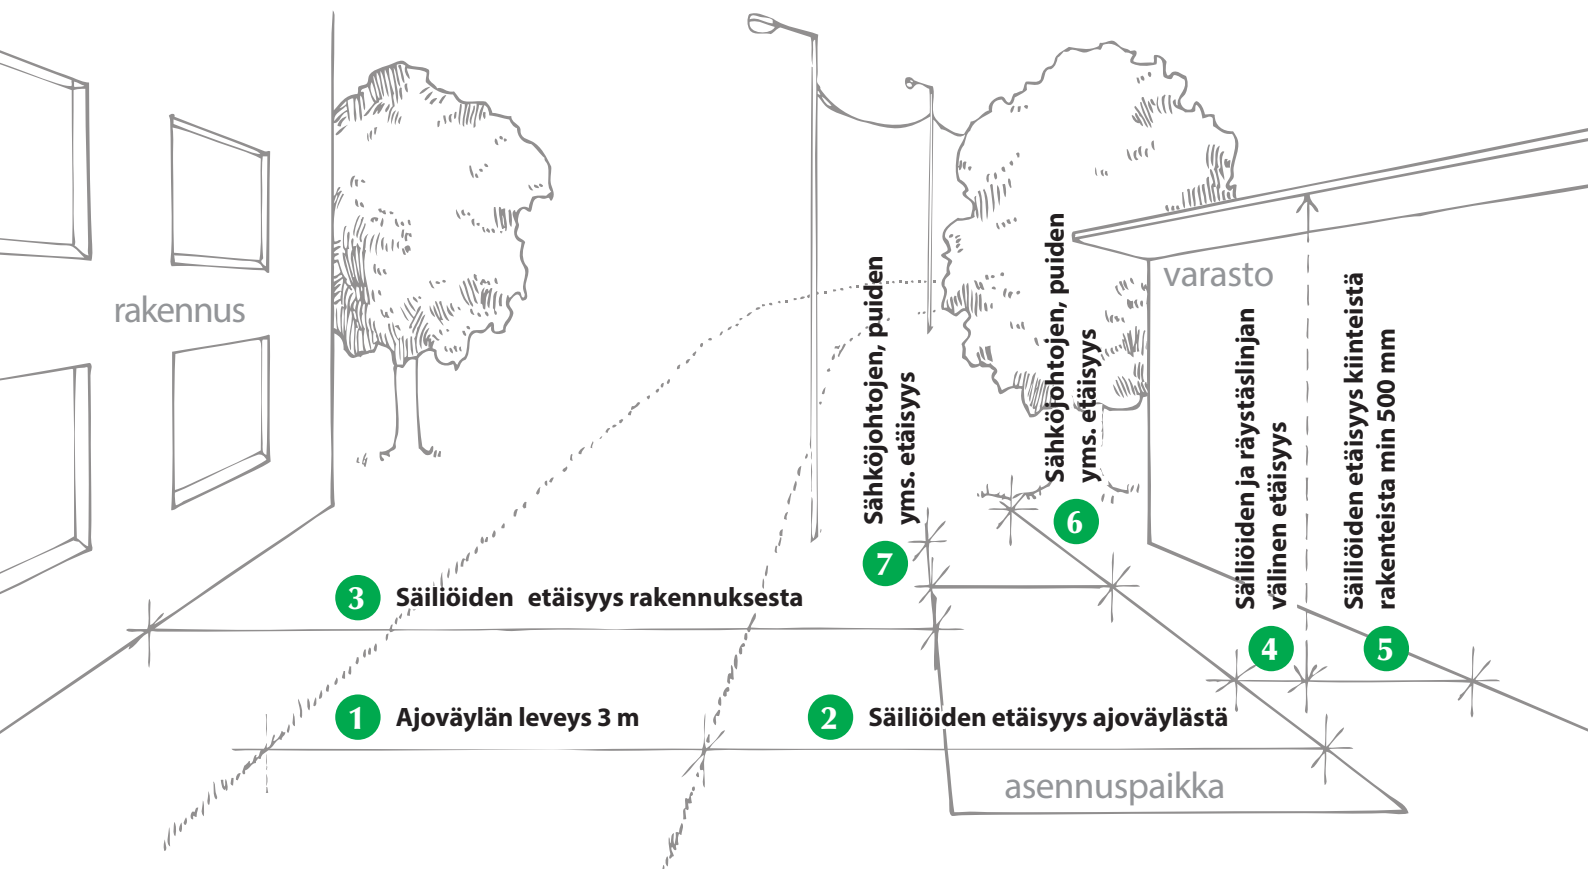 rakennus
varasto
7 Sähköjohtojen, puiden
yms. etäisyys
6 Sähköjohtojen, puiden
yms. etäisyys
4 Säiliöiden ja räystäslinjan
välinen etäisyys
5 Säiliöiden etäisyys kiinteistä
rakenteista min 500 mm
3 Säiliöiden etäisyys rakennuksesta
1 Ajoväylän leveys 3 m
2 Säiliöiden etäisyys ajoväylästä
asennuspaikka